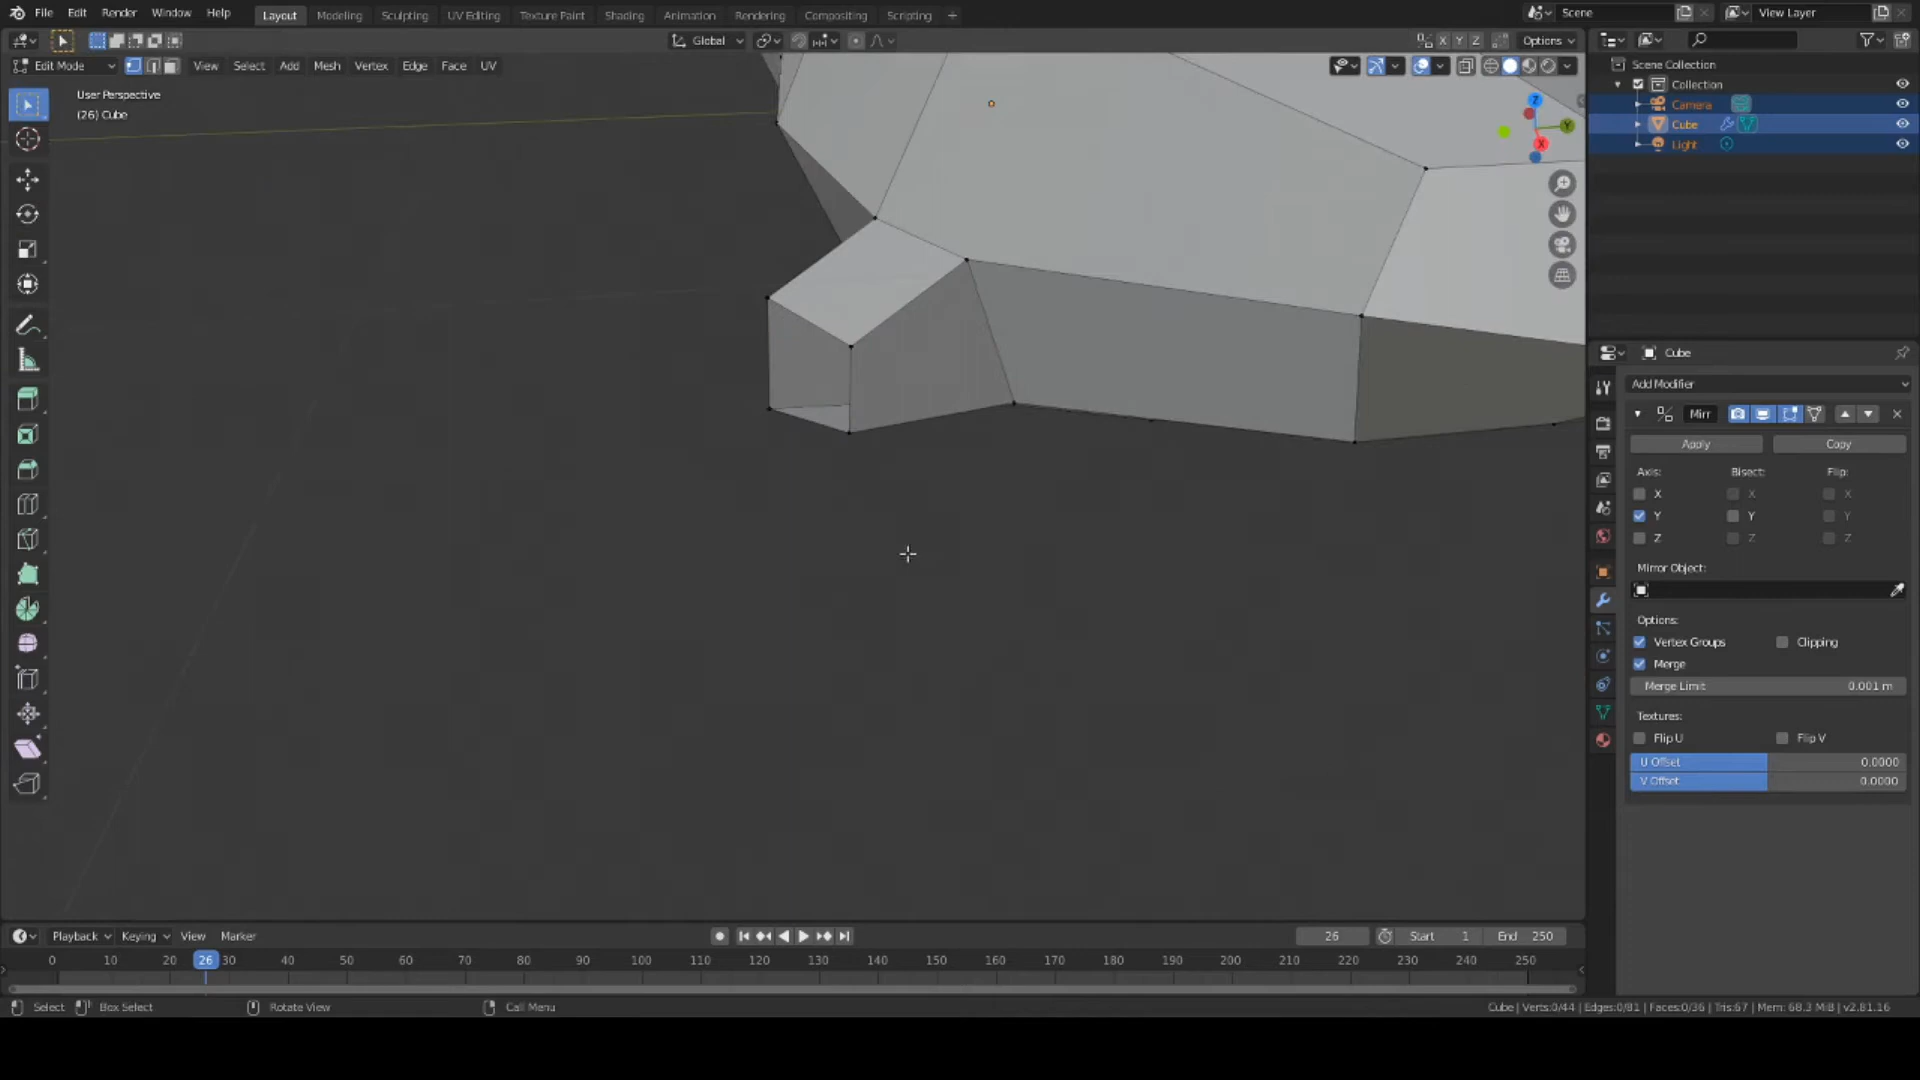 File Edit Render Window Help Layout Modeling Sculpting UV Editing Texture Paint Shading Animation Rendering Compositing Scripting + Scene View Layer
Global X Y Z Options
Edit Mode View Select Add Mesh Vertex Edge Face UV
User Perspective
(26) Cube
Z
Y
X
Scene Collection
Collection
Camera
Cube
Light
Cube
Add Modifier
Mirr
Apply Copy
Axis: Bisect: Flip:
X X X
Y Y Y
Z Z Z
Mirror Object:
Options:
Vertex Groups Clipping
Merge
Merge Limit 0.001 m
Textures:
Flip U Flip V
U Offset 0.0000
V Offset 0.0000
Playback Keying View Marker 26 Start 1 End 250
0 10 20 26 30 40 50 60 70 80 90 100 110 120 130 140 150 160 170 180 190 200 210 220 230 240 250
Select Box Select Rotate View Call Menu Cube | Verts:0/44 | Edges:0/81 | Faces:0/36 | Tris:67 | Mem: 68.3 MiB | v2.81.16